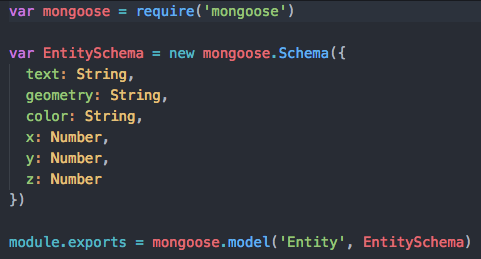 var mongoose = require('mongoose')
var EntitySchema = new mongoose.Schema({
  text: String,
  geometry: String,
  color: String,
  x: Number,
  y: Number,
  z: Number
})
module.exports = mongoose.model('Entity', EntitySchema)